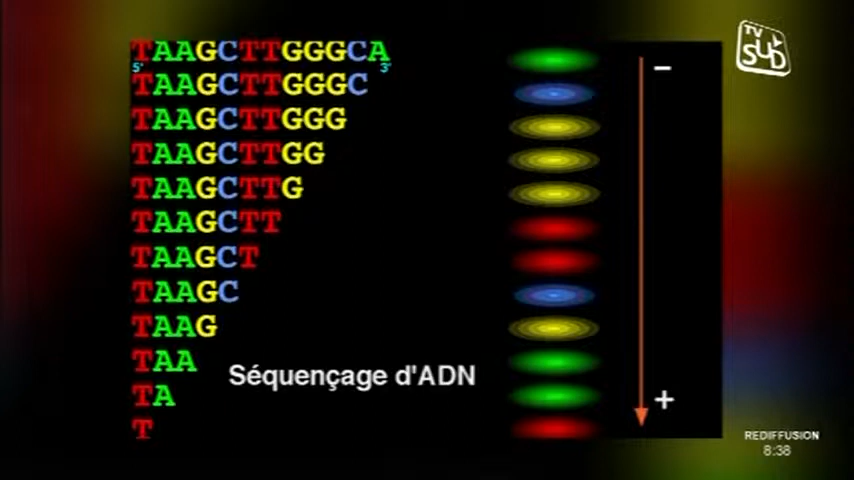 TAAGCTTGGGCA
5' 3'
TAAGCTTGGGC
TAAGCTTGGG
TAAGCTTGG
TAAGCTTG
TAAGCTT
TAAGCT
TAAGC
TAAG
TAA
TA
T
Séquençage d'ADN
−
+
TV
SUD
REDIFFUSION
8:38